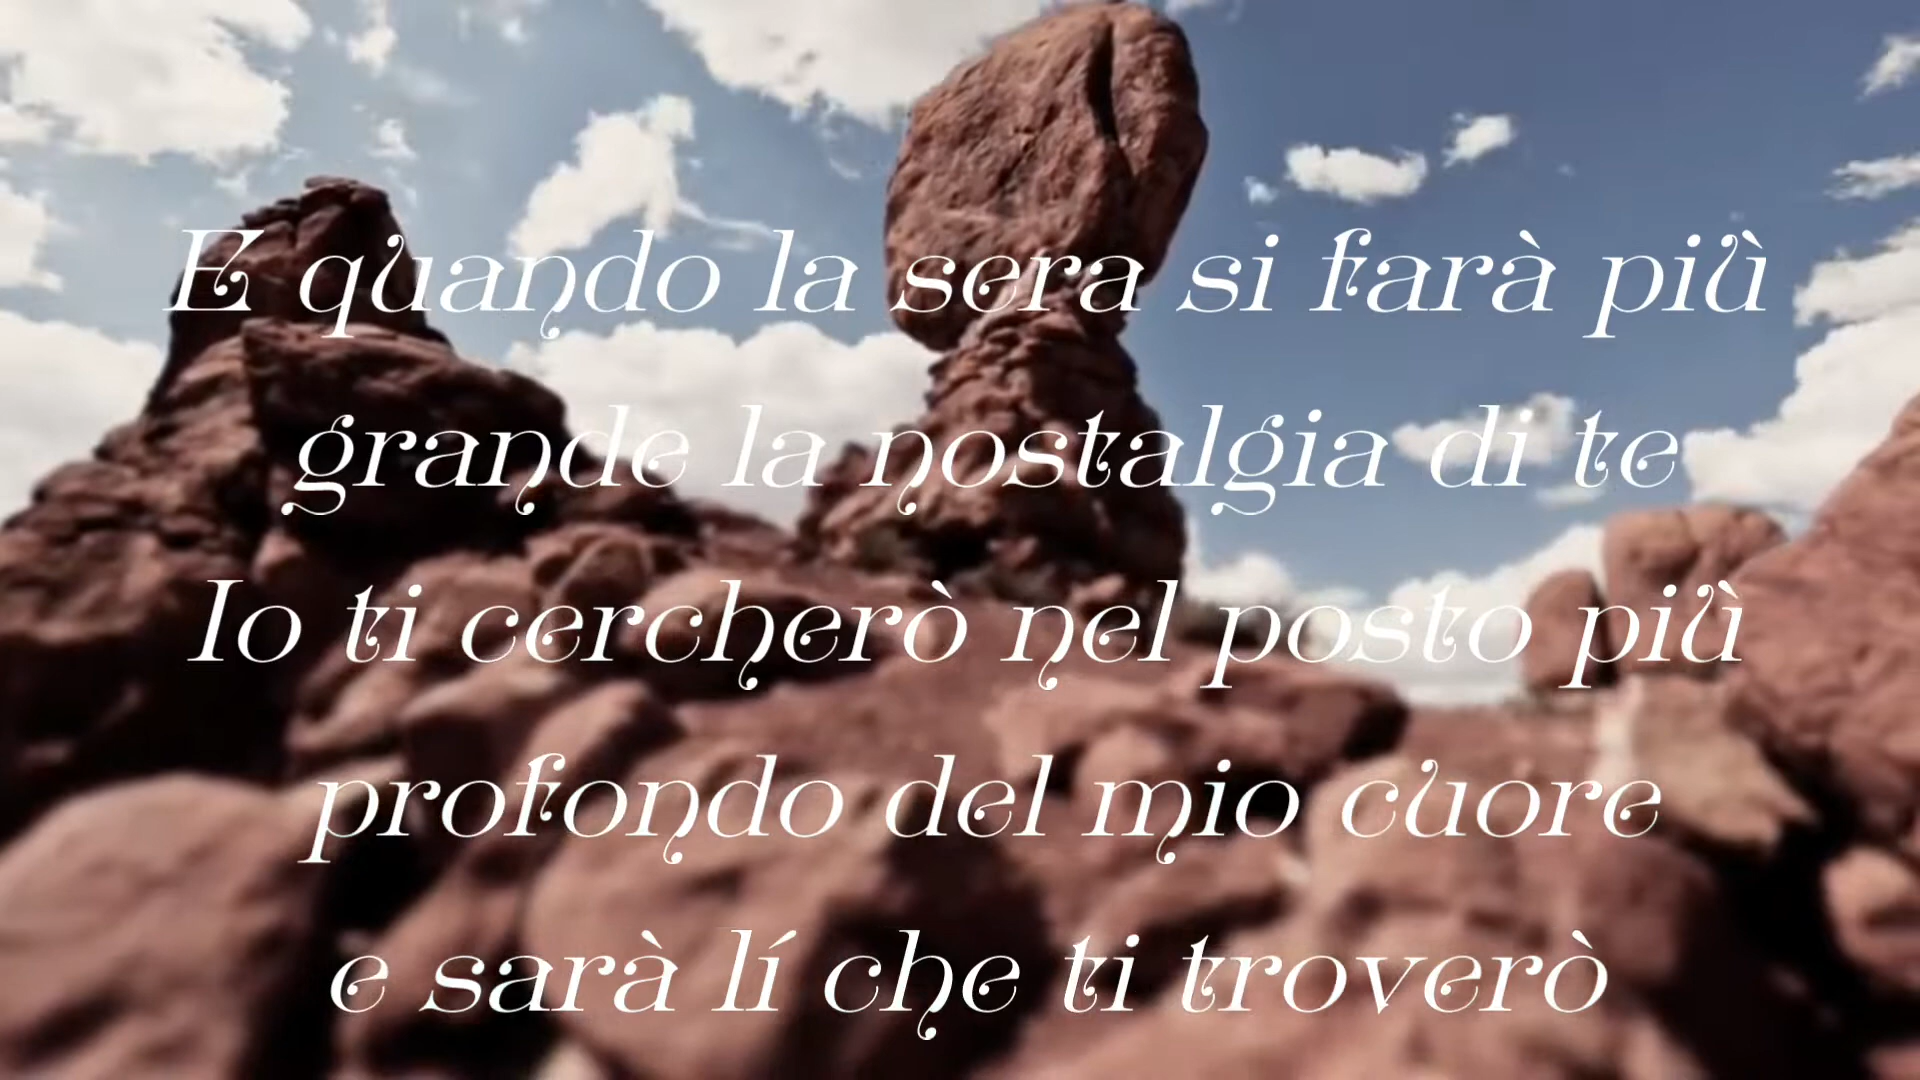 E quando la sera si farà più
grande la nostalgia di te
Io ti cercherò nel posto più
profondo del mio cuore
e sarà lí che ti troverò